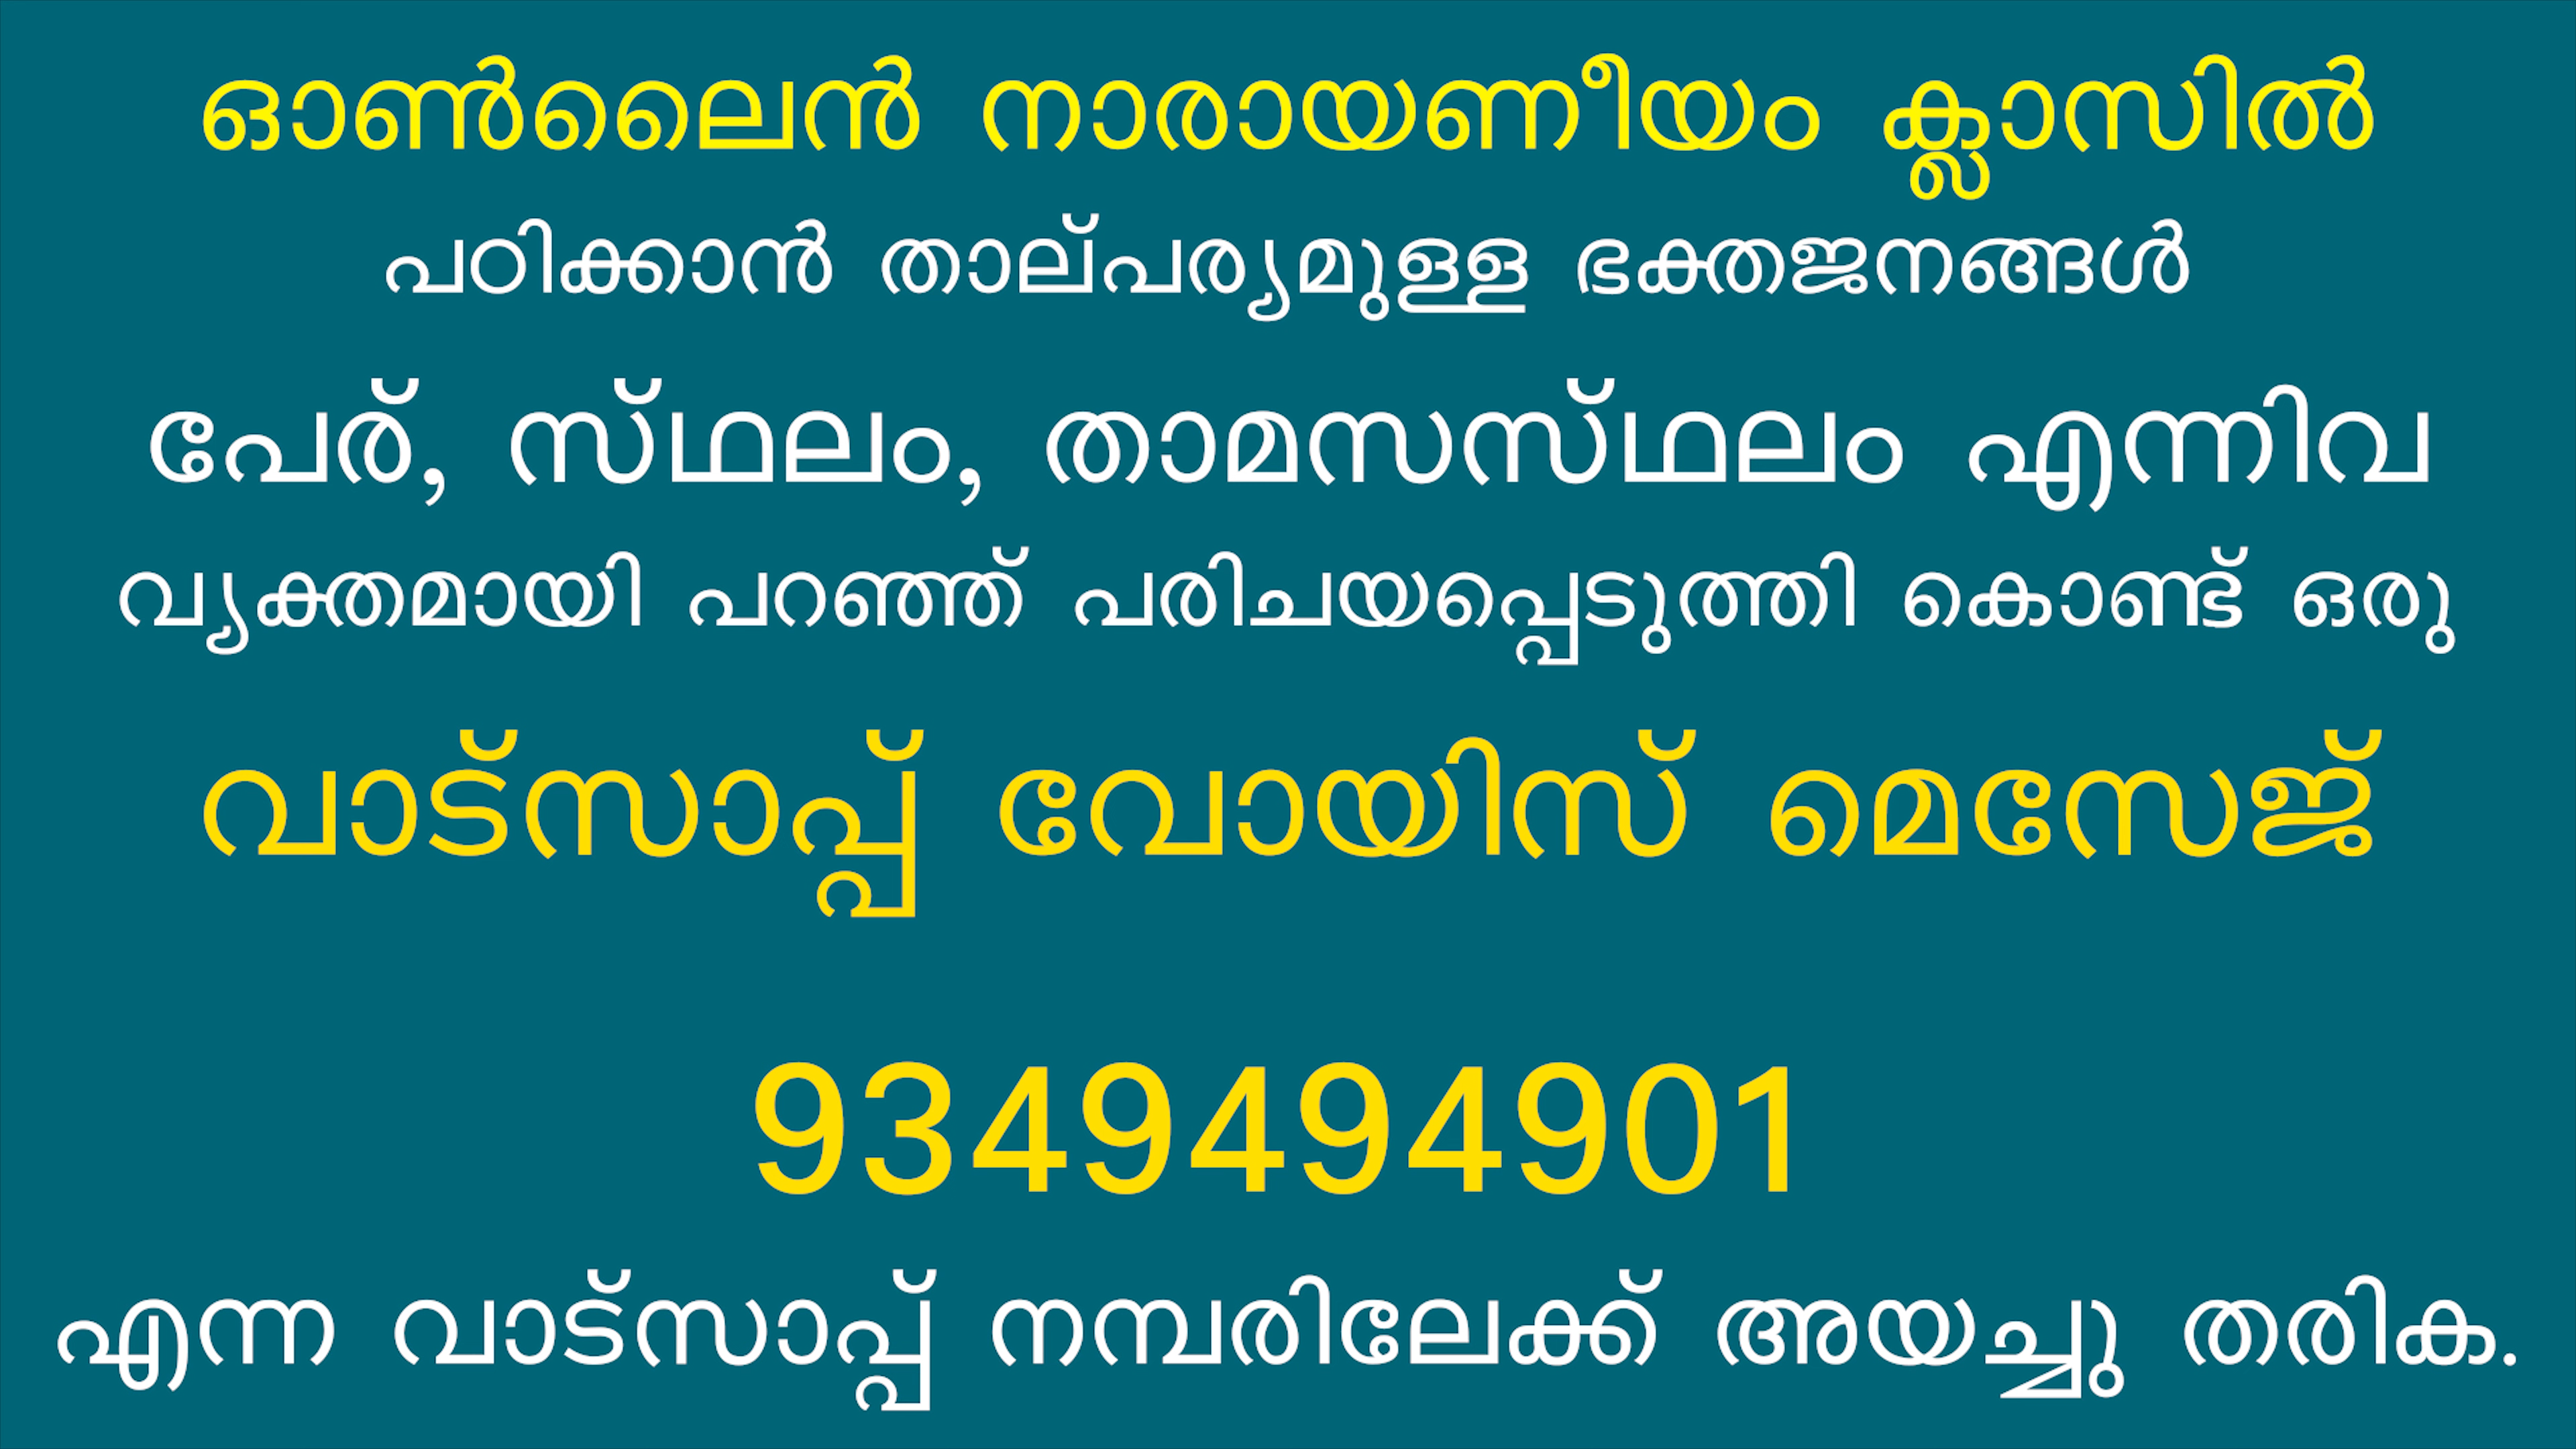 ഓൺലൈൻ നാരായണീയം ക്ലാസിൽ
പഠിക്കാൻ താല്പര്യമുള്ള ഭക്തജനങ്ങൾ
പേര്, സ്ഥലം, താമസസ്ഥലം എന്നിവ
വ്യക്തമായി പറഞ്ഞ് പരിചയപ്പെടുത്തി കൊണ്ട് ഒരു
വാട്സാപ്പ് വോയിസ് മെസേജ്
9349494901
എന്ന വാട്സാപ്പ് നമ്പരിലേക്ക് അയച്ചു തരിക.